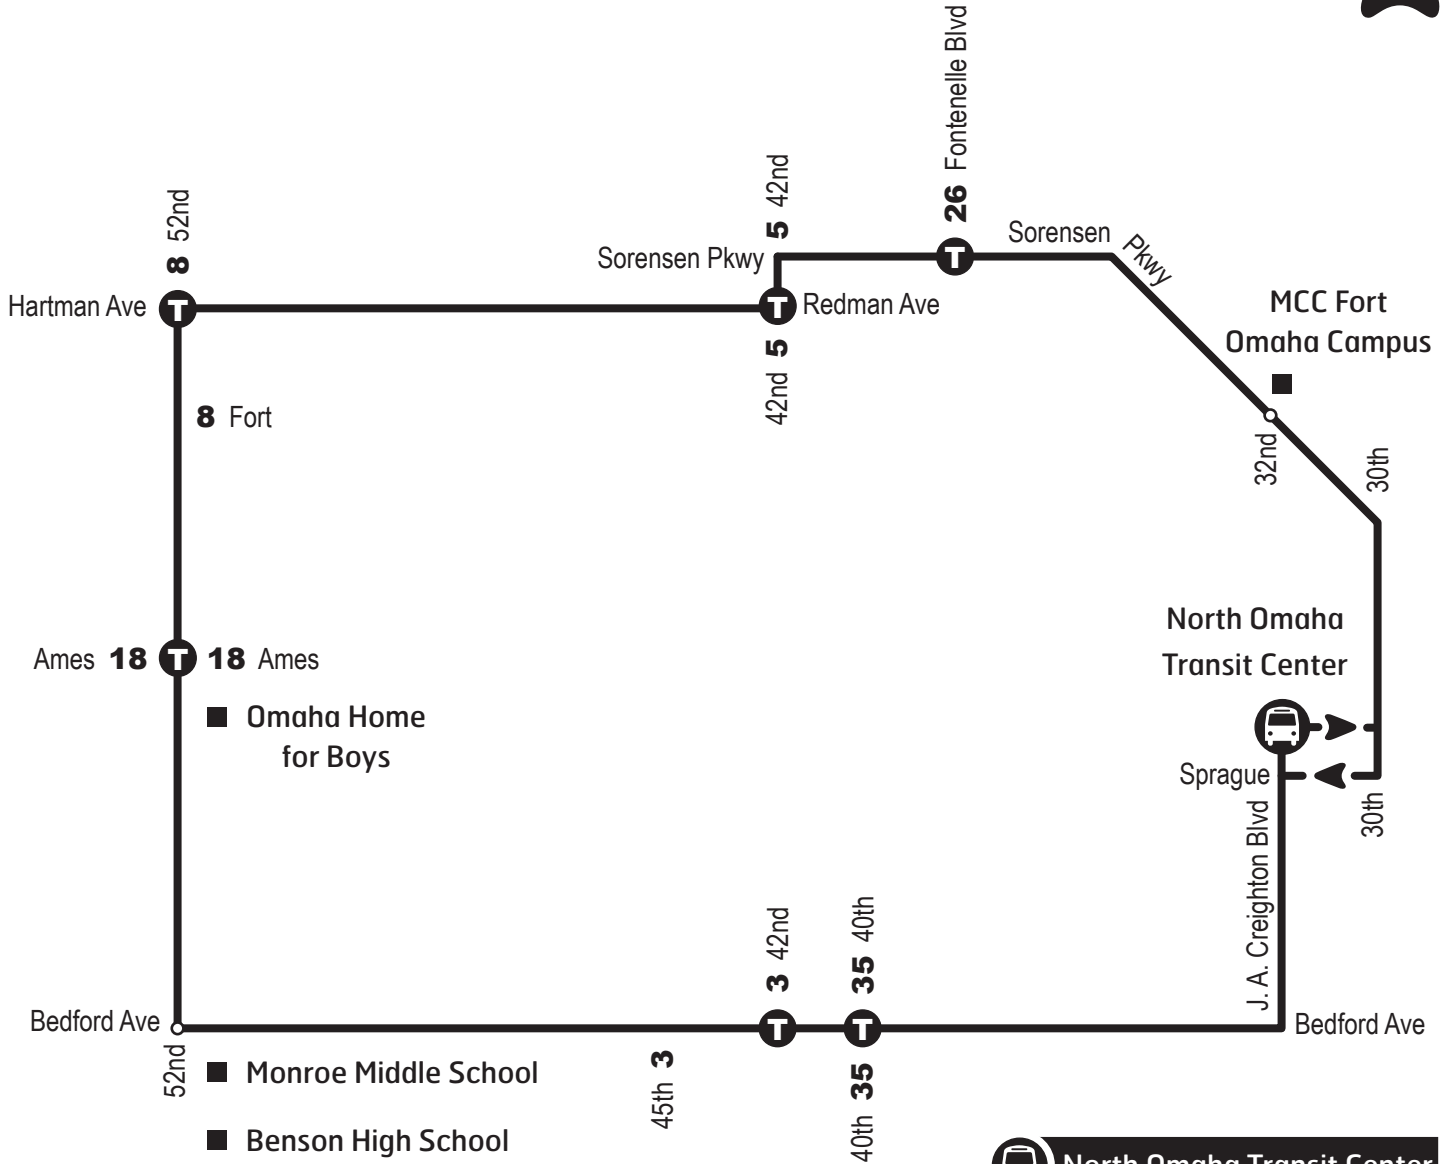 26 Fontenelle Blvd
8 52nd
5 42nd
Sorensen Pkwy
Sorensen Pkwy
Hartman Ave
T
T
T
Redman Ave
42nd 5
MCC Fort
Omaha Campus
8 Fort
32nd
30th
North Omaha
Transit Center
Ames 18 T 18 Ames
Omaha Home
for Boys
Sprague
30th
J. A. Creighton Blvd
3 42nd
35 40th
Bedford Ave
T
T
Bedford Ave
52nd
Monroe Middle School
45th 3
40th 35
Benson High School
North Omaha Transit Center